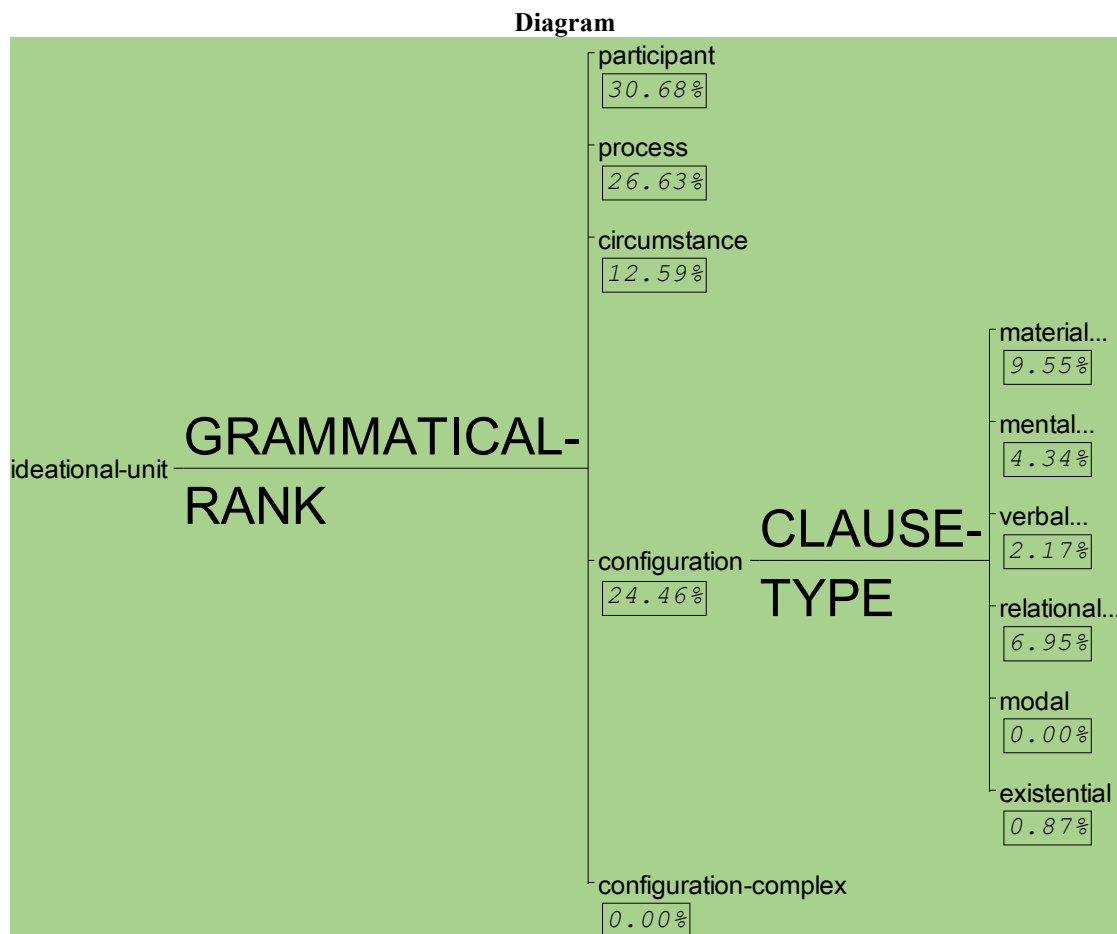 Diagram
participant
30.68%
process
26.63%
circumstance
12.59%
material...
9.55%
GRAMMATICAL-
mental...
4.34%
ideational-unit
RANK
verbal...
2.17%
CLAUSE-
configuration
24.46%
TYPE
relational...
6.95%
modal
0.00%
existential
0.87%
configuration-complex
0.00%